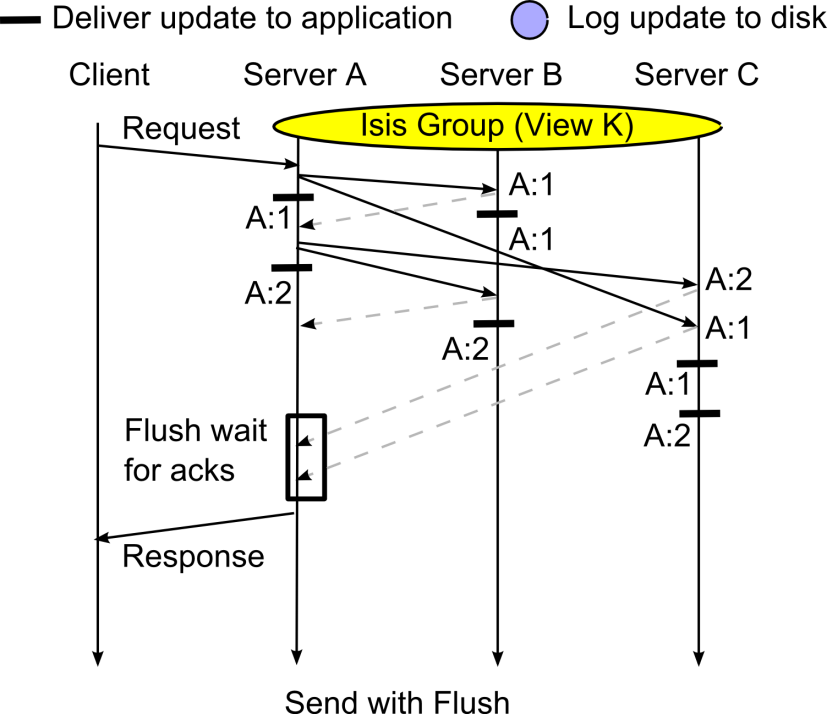 Deliver update to application
Log update to disk
Client
Server A
Server B
Server C
Request
Isis Group (View K)
A:1
A:1
A:1
A:2
A:2
A:1
A:2
A:1
A:2
Flush wait
for acks
Response
Send with Flush